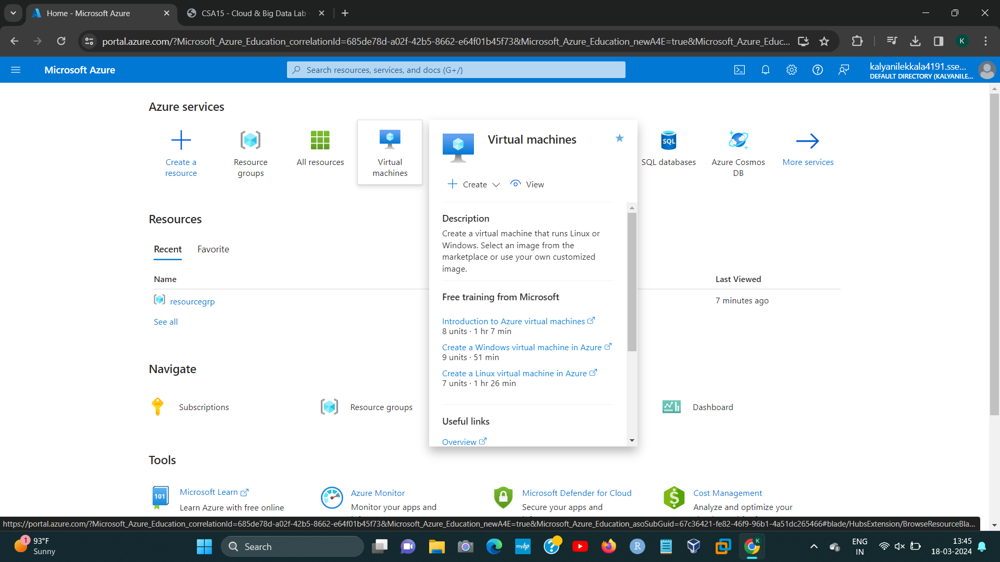 Home - Microsoft Azure
CSA15 - Cloud & Big Data Lab -
portal.azure.com/?Microsoft_Azure_Education_correlationId=685de78d-a02f-42b5-8662-e64f01b45f73&Microsoft_Azure_Education_newA4E=true&Microsoft_Azure_Educ...
K
Microsoft Azure
Search resources, services, and docs (G+/)
kalyanilekkala4191.sse...
DEFAULT DIRECTORY (KALYANILE...
Azure services
Create a
resource
Resource
groups
All resources
Virtual
machines
Virtual machines
Create
View
SQL
SQL databases
Azure Cosmos
DB
More services
Description
Create a virtual machine that runs Linux or
Windows. Select an image from the
marketplace or use your own customized
image.
Free training from Microsoft
Introduction to Azure virtual machines
8 units · 1 hr 7 min
Create a Windows virtual machine in Azure
9 units · 51 min
Create a Linux virtual machine in Azure
7 units · 1 hr 26 min
Useful links
Overview
Resources
Recent
Favorite
Name
Last Viewed
resourcegrp
7 minutes ago
See all
Navigate
Subscriptions
Resource groups
Dashboard
Tools
101
Microsoft Learn
Learn Azure with free online
Azure Monitor
Monitor your apps and
Microsoft Defender for Cloud
Secure your apps and
Cost Management
Analyze and optimize your
https://portal.azure.com/?Microsoft_Azure_Education_correlationId=685de78d-a02f-42b5-8662-e64f01b45f73&Microsoft_Azure_Education_newA4E=true&Microsoft_Azure_Education_asoSubGuid=67c36421-fe82-46f9-96b1-4a51dc265466#blade/HubsExtension/BrowseResourceBla...
1
93°F
Sunny
Search
myhp
R
K
ENG
IN
13:45
18-03-2024